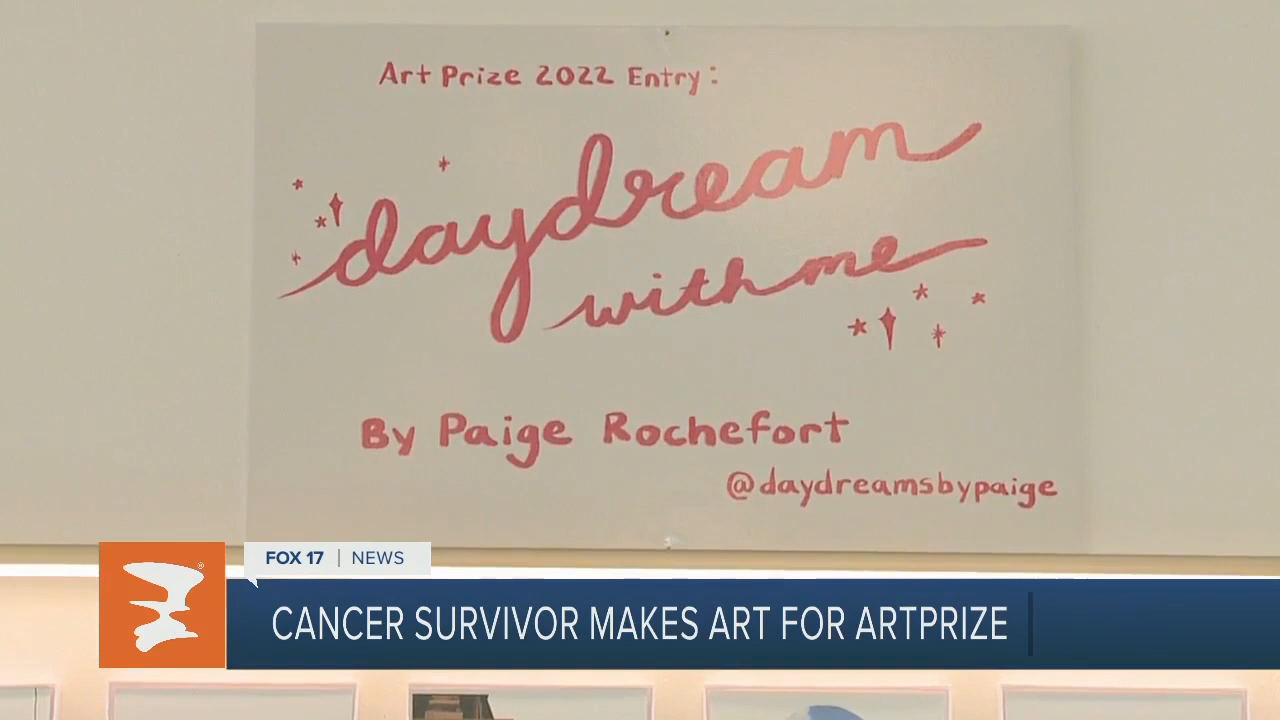 Art Prize 2022 Entry:
daydream
with me
By Paige Rochefort
@daydreamsbypaige
FOX 17 | NEWS
CANCER SURVIVOR MAKES ART FOR ARTPRIZE
®